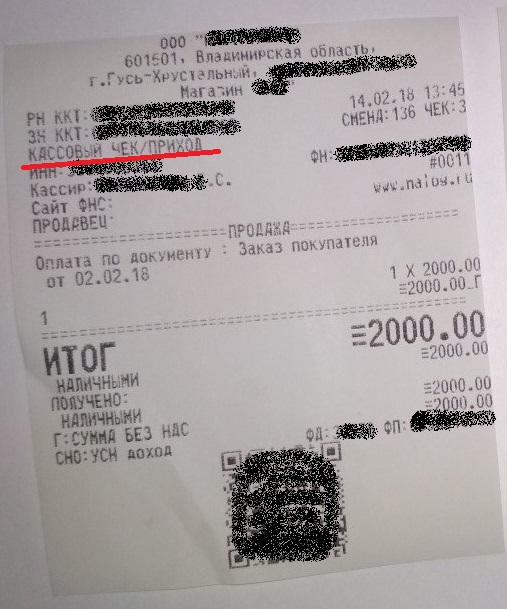 ООО "
601501, Владимирская область,
г.Гусь-Хрустальный,
Магазин
РН ККТ: 14.02.18 13:45
ЗН ККТ: СМЕНА:136 ЧЕК:3
КАССОВЫЙ ЧЕК/ПРИХОД
ИНН: ФН:
Кассир: .С. #0011
Сайт ФНС: www.nalog.ru
ПРОДАВЕЦ:
ПРОДАЖА
Оплата по документу : Заказ покупателя
от 02.02.18
1 X 2000.00
1 ≡2000.00_Г
ИТОГ ≡2000.00
НАЛИЧНЫМИ ≡2000.00
ПОЛУЧЕНО:
НАЛИЧНЫМИ ≡2000.00
Г:СУММА БЕЗ НДС ≡2000.00
СНО:УСН доход ФД: ФП: